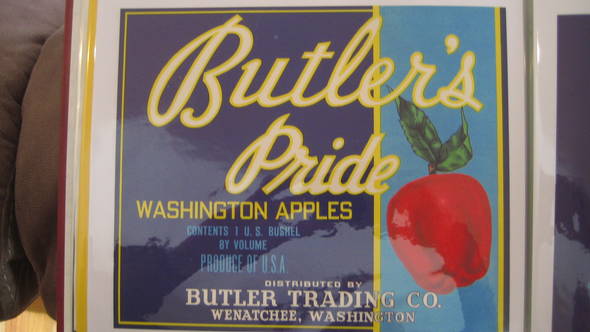 Butler's
Pride
WASHINGTON APPLES
CONTENTS 1 U.S. BUSHEL
BY VOLUME
PRODUCE OF U.S.A.
DISTRIBUTED BY
BUTLER TRADING CO.
WENATCHEE, WASHINGTON